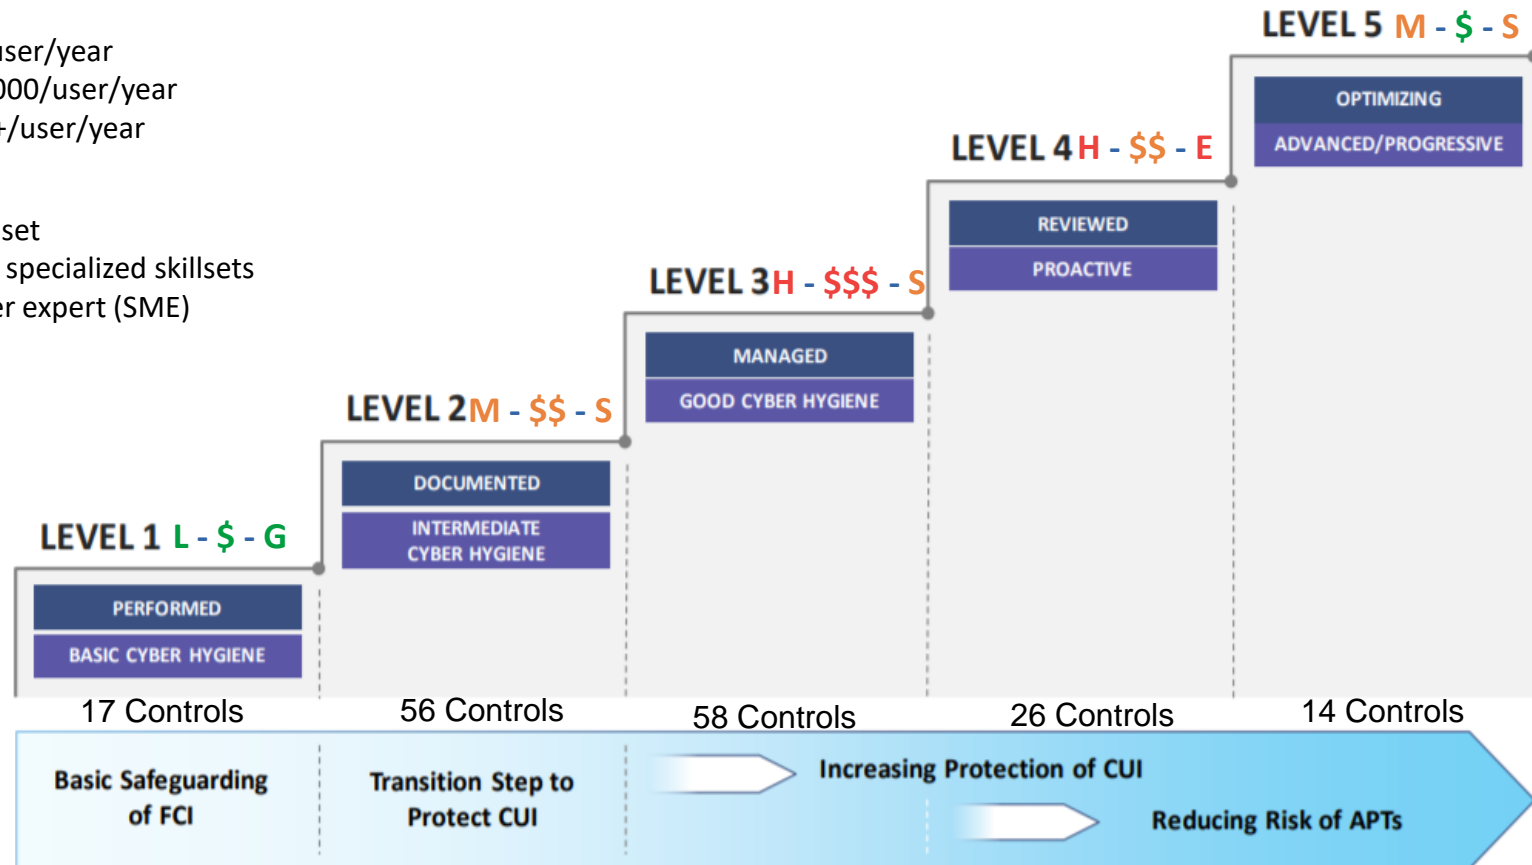 user/year
000/user/year
+/user/year
set
specialized skillsets
er expert (SME)
LEVEL 1 L - $ - G
PERFORMED
BASIC CYBER HYGIENE
LEVEL 2 M - $$ - S
DOCUMENTED
INTERMEDIATE
CYBER HYGIENE
LEVEL 3 H - $$$ - S
MANAGED
GOOD CYBER HYGIENE
LEVEL 4 H - $$ - E
REVIEWED
PROACTIVE
LEVEL 5 M - $ - S
OPTIMIZING
ADVANCED/PROGRESSIVE
17 Controls
56 Controls
58 Controls
26 Controls
14 Controls
Basic Safeguarding
of FCI
Transition Step to
Protect CUI
Increasing Protection of CUI
Reducing Risk of APTs